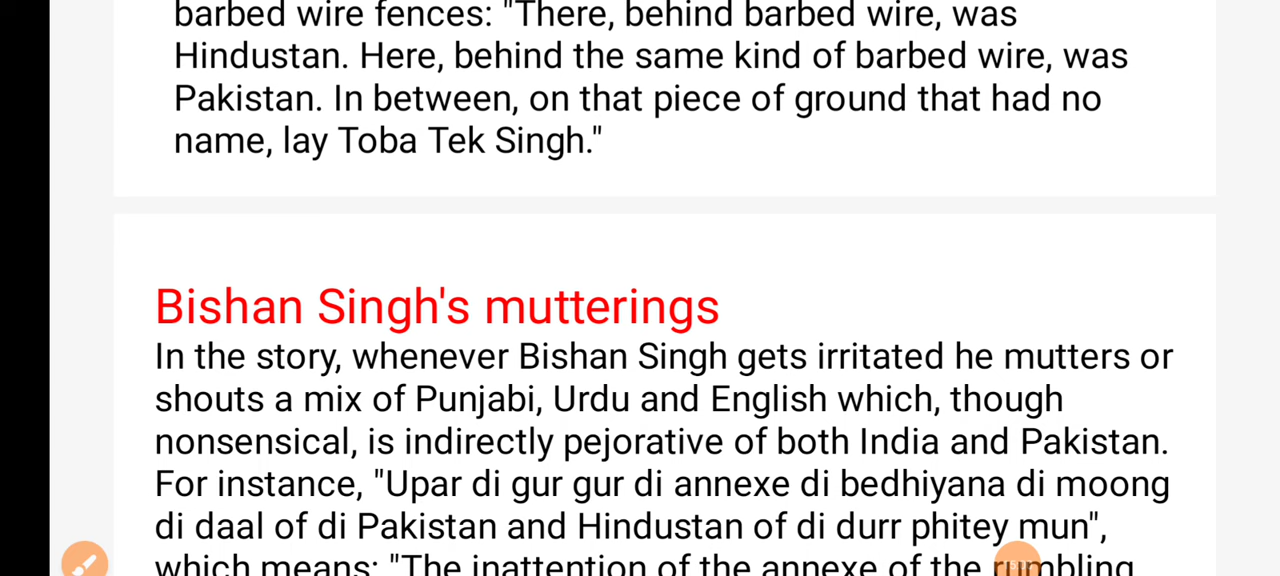 barbed wire fences: "There, behind barbed wire, was
Hindustan. Here, behind the same kind of barbed wire, was
Pakistan. In between, on that piece of ground that had no
name, lay Toba Tek Singh."
Bishan Singh's mutterings
In the story, whenever Bishan Singh gets irritated he mutters or
shouts a mix of Punjabi, Urdu and English which, though
nonsensical, is indirectly pejorative of both India and Pakistan.
For instance, "Upar di gur gur di annexe di bedhiyana di moong
di daal of di Pakistan and Hindustan of di durr phitey mun",
which means: "The inattention of the annexe of the rumbling